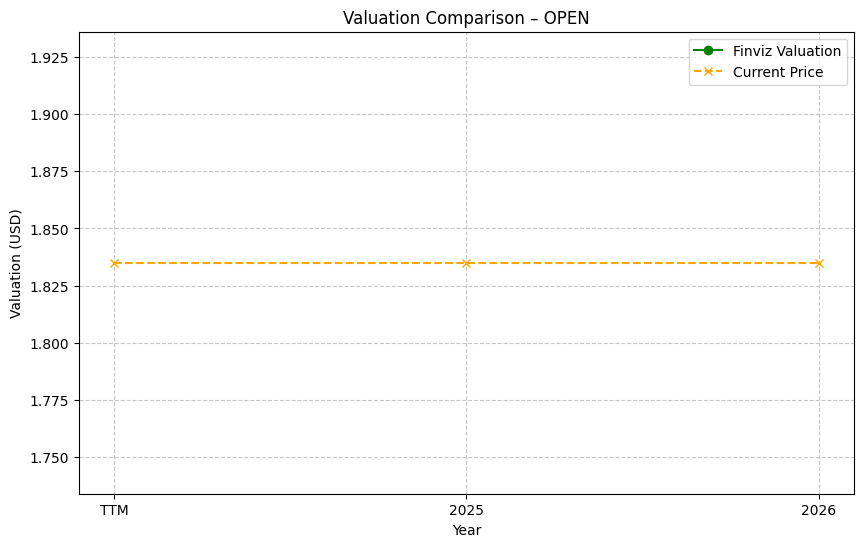 Valuation Comparison – OPEN
Finviz Valuation
Current Price
Valuation (USD)
1.925
1.900
1.875
1.850
1.825
1.800
1.775
1.750
TTM
2025
2026
Year